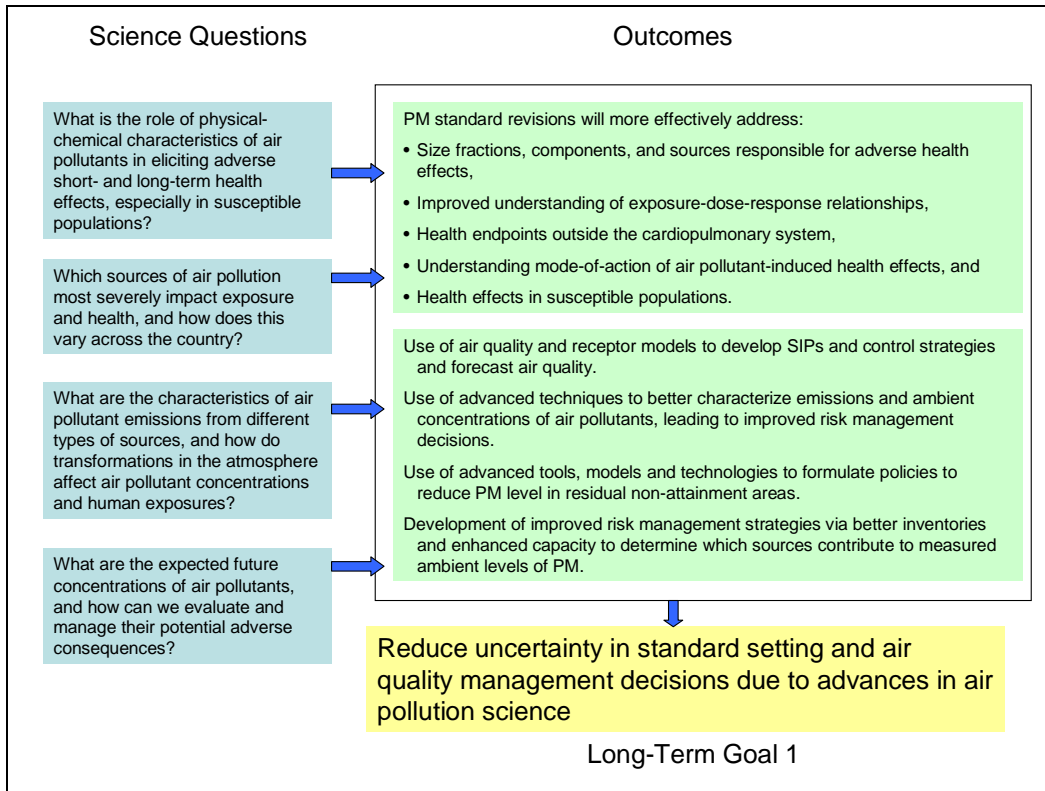 Science Questions
Outcomes
What is the role of physical-
chemical characteristics of air
pollutants in eliciting adverse
short- and long-term health
effects, especially in susceptible
populations?
Which sources of air pollution
most severely impact exposure
and health, and how does this
vary across the country?
What are the characteristics of air
pollutant emissions from different
types of sources, and how do
transformations in the atmosphere
affect air pollutant concentrations
and human exposures?
What are the expected future
concentrations of air pollutants,
and how can we evaluate and
manage their potential adverse
consequences?
PM standard revisions will more effectively address:
• Size fractions, components, and sources responsible for adverse health
effects,
• Improved understanding of exposure-dose-response relationships,
• Health endpoints outside the cardiopulmonary system,
• Understanding mode-of-action of air pollutant-induced health effects, and
• Health effects in susceptible populations.
Use of air quality and receptor models to develop SIPs and control strategies
and forecast air quality.
Use of advanced techniques to better characterize emissions and ambient
concentrations of air pollutants, leading to improved risk management
decisions.
Use of advanced tools, models and technologies to formulate policies to
reduce PM level in residual non-attainment areas.
Development of improved risk management strategies via better inventories
and enhanced capacity to determine which sources contribute to measured
ambient levels of PM.
Reduce uncertainty in standard setting and air
quality management decisions due to advances in air
pollution science
Long-Term Goal 1